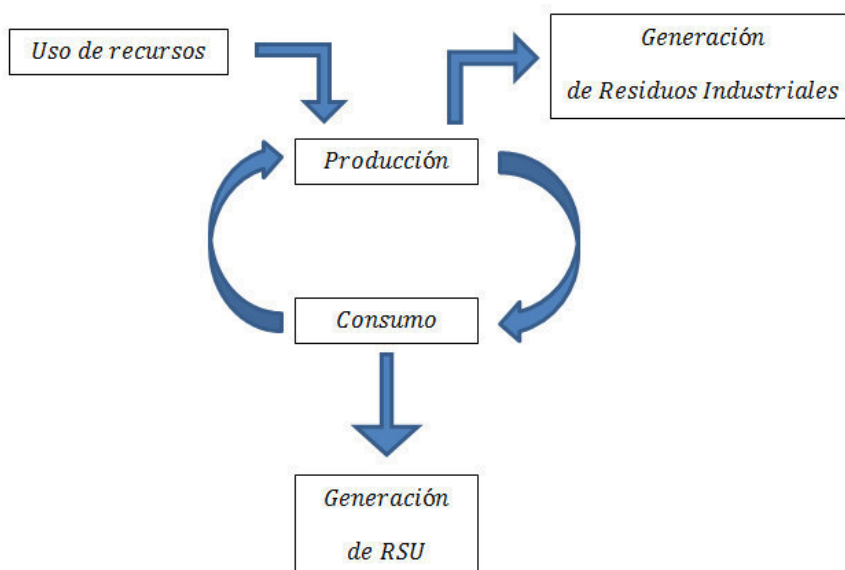 Uso de recursos
Generación
de Residuos Industriales
Producción
Consumo
Generación
de RSU